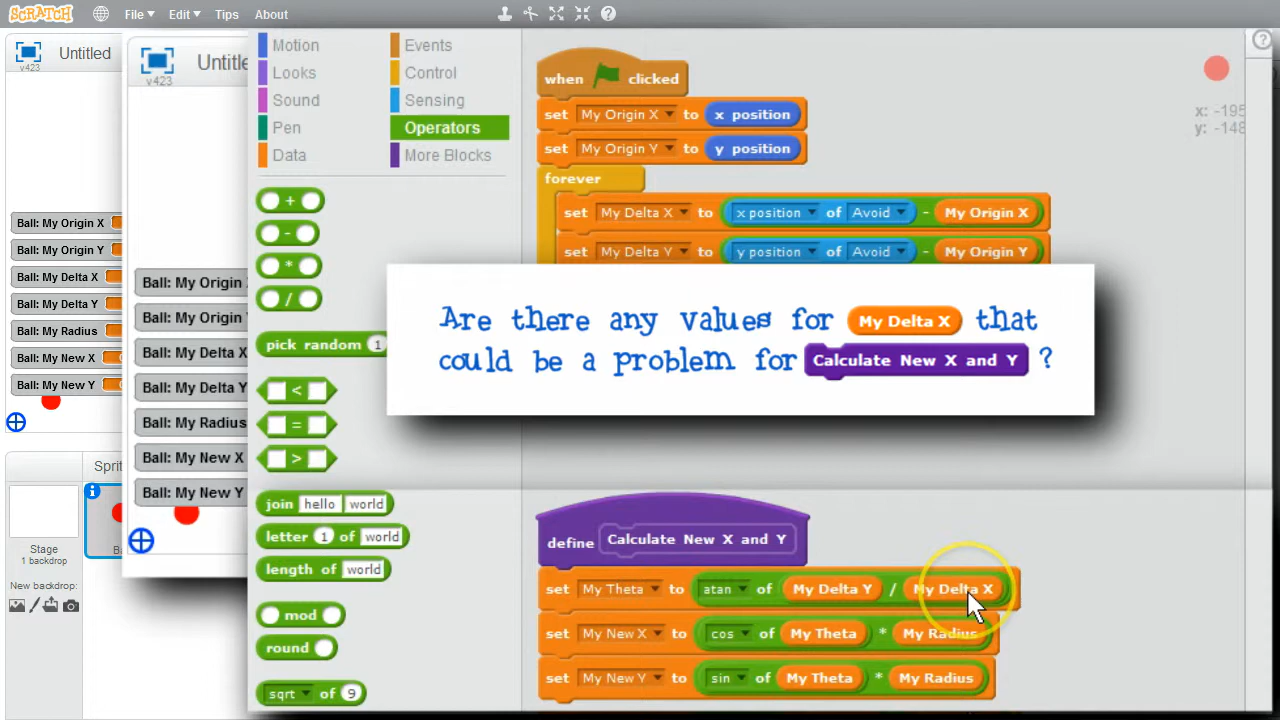 SCRATCH File Edit Tips About
Untitled
v423
Ball: My Origin X
Ball: My Origin Y
Ball: My Delta X
Ball: My Delta Y
Ball: My Radius
Ball: My New X
Ball: My New Y
Stage
1 backdrop
New backdrop:
v423
Ball: My Delta X
Ball: My Delta Y
Ball: My Radius
Ball: My New X
Ball: My New Y
Motion Events
Looks Control
Sound Sensing
Pen Operators
Data More Blocks
+
-
*
/
pick random 1
<
=
>
join hello world
letter 1 of world
length of world
mod
round
sqrt of 9
when clicked
set My Origin X to x position
set My Origin Y to y position
forever
set My Delta X to x position of Avoid - My Origin X
set My Delta Y to y position of Avoid - My Origin Y
x: -195
y: -148
Are there any values for My Delta X that
could be a problem for Calculate New X and Y ?
define Calculate New X and Y
set My Theta to atan of My Delta Y / My Delta X
set My New X to cos of My Theta * My Radius
set My New Y to sin of My Theta * My Radius